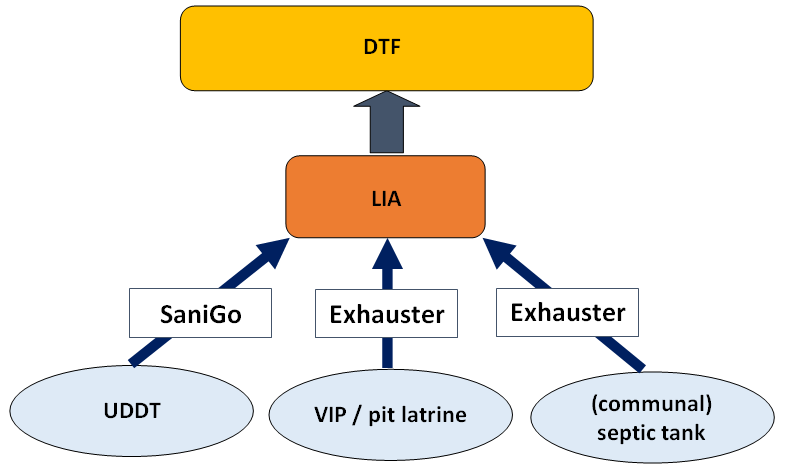 DTF
LIA
SaniGo
Exhauster
Exhauster
UDDT
VIP / pit latrine
(communal)
septic tank